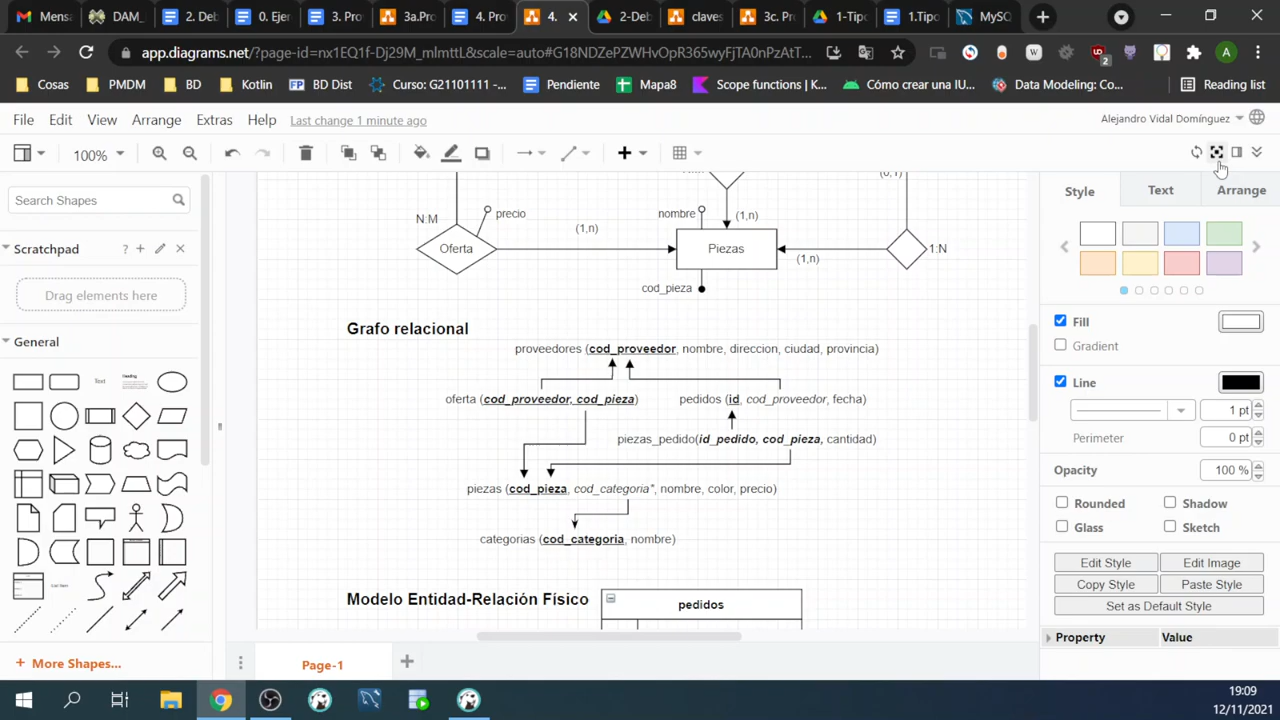 Mensa
DAM_
2. Deb
0. Ejer
3. Pro
3a.Pro
4. Pro
4.
2-Deb
claves
3c. Pr
1-Tipo
1.Tipo
MySQ
app.diagrams.net/?page-id=nx1EQ1f-Dj29M_mlmttL&scale=auto#G18NDZePZWHvOpR365wyFjTA0nPzAtT...
Cosas
PMDM
BD
Kotlin
BD Dist
Curso: G21101111 -...
Pendiente
Mapa8
Scope functions | K...
Cómo crear una IU...
Data Modeling: Co...
Reading list
File
Edit
View
Arrange
Extras
Help
Last change 1 minute ago
Alejandro Vidal Domínguez
100%
Search Shapes
Scratchpad
Drag elements here
General
More Shapes...
(0,1)
N:M
precio
nombre
(1,n)
(1,n)
Oferta
Piezas
1:N
(1,n)
cod_pieza
Grafo relacional
proveedores (cod_proveedor, nombre, direccion, ciudad, provincia)
oferta (cod_proveedor, cod_pieza)
pedidos (id, cod_proveedor, fecha)
piezas_pedido(id_pedido, cod_pieza, cantidad)
piezas (cod_pieza, cod_categoria*, nombre, color, precio)
categorias (cod_categoria, nombre)
Modelo Entidad-Relación Físico
pedidos
Page-1
Style
Text
Arrange
Fill
Gradient
Line
1 pt
Perimeter
0 pt
Opacity
100 %
Rounded
Shadow
Glass
Sketch
Edit Style
Edit Image
Copy Style
Paste Style
Set as Default Style
Property
Value
19:09
12/11/2021